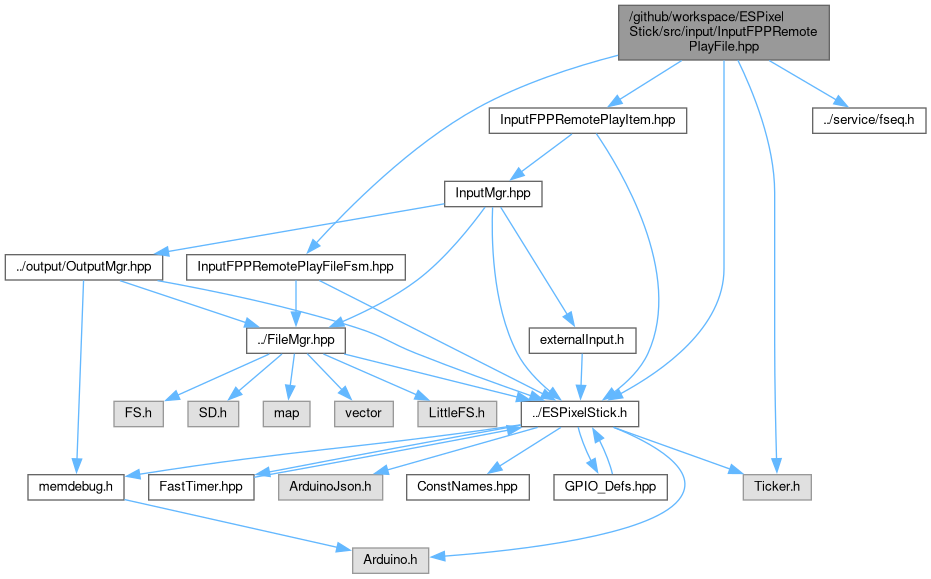 /github/workspace/ESPixel
Stick/src/input/InputFPPRemote
PlayFile.hpp
InputFPPRemotePlayItem.hpp
../service/fseq.h
InputMgr.hpp
../output/OutputMgr.hpp
InputFPPRemotePlayFileFsm.hpp
../FileMgr.hpp
externalInput.h
FS.h
SD.h
map
vector
LittleFS.h
../ESPixelStick.h
memdebug.h
FastTimer.hpp
ArduinoJson.h
ConstNames.hpp
GPIO_Defs.hpp
Ticker.h
Arduino.h